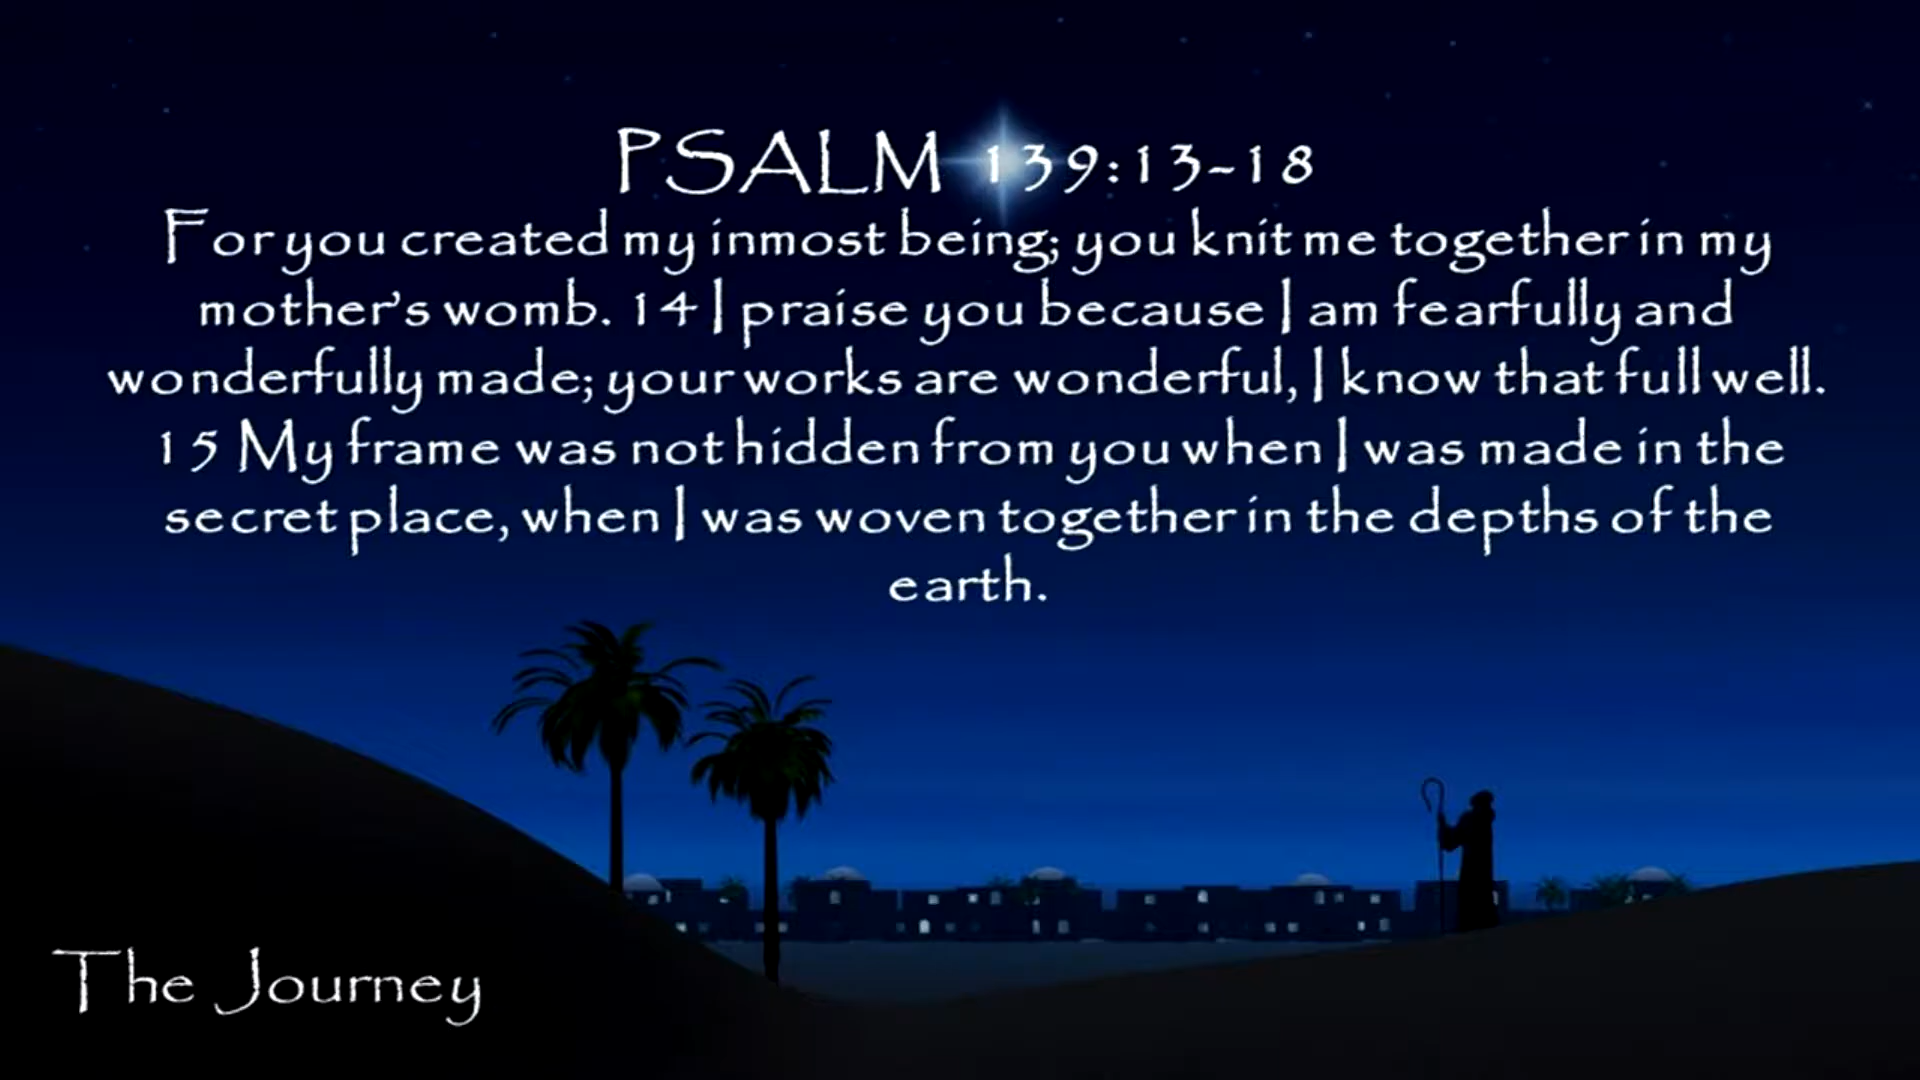 PSALM 139:13-18
For you created my inmost being; you knit me together in my
mother's womb. 14 I praise you because I am fearfully and
wonderfully made; your works are wonderful, I know that full well.
15 My frame was not hidden from you when I was made in the
secret place, when I was woven together in the depths of the
earth.
The Journey